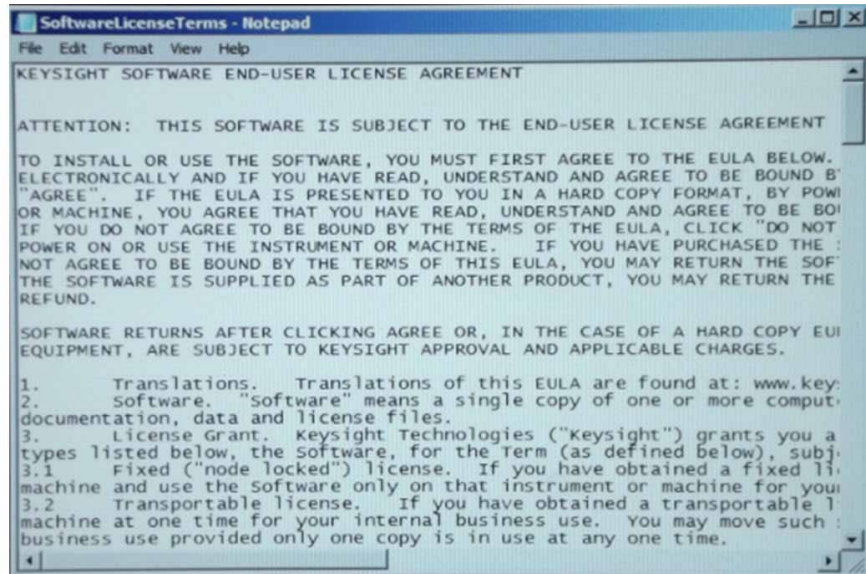 SoftwareLicenseTerms - Notepad
File Edit Format View Help
KEYSIGHT SOFTWARE END-USER LICENSE AGREEMENT
ATTENTION: THIS SOFTWARE IS SUBJECT TO THE END-USER LICENSE AGREEMENT
TO INSTALL OR USE THE SOFTWARE, YOU MUST FIRST AGREE TO THE EULA BELOW.
ELECTRONICALLY AND IF YOU HAVE READ, UNDERSTAND AND AGREE TO BE BOUND
"AGREE". IF THE EULA IS PRESENTED TO YOU IN A HARD COPY FORMAT, BY
OR MACHINE, YOU AGREE THAT YOU HAVE READ, UNDERSTAND AND AGREE TO BE
IF YOU DO NOT AGREE TO BE BOUND BY THE TERMS OF THE EULA, CLICK "DO NOT
POWER ON OR USE THE INSTRUMENT OR MACHINE. IF YOU HAVE PURCHASED THE
NOT AGREE TO BE BOUND BY THE TERMS OF THIS EULA, YOU MAY RETURN THE
THE SOFTWARE IS SUPPLIED AS PART OF ANOTHER PRODUCT, YOU MAY RETURN THE
REFUND.
SOFTWARE RETURNS AFTER CLICKING AGREE OR, IN THE CASE OF A HARD COPY
EQUIPMENT, ARE SUBJECT TO KEYSIGHT APPROVAL AND APPLICABLE CHARGES.
1. Translations. Translations of this EULA are found at:
2. Software. "Software" means a single copy of one or more
documentation, data and license files.
3. License Grant. Keysight Technologies ("Keysight") grants you a
types listed below, the Software, for the Term (as defined below),
3.1 Fixed ("node locked") license. If you have obtained a fixed
machine and use the Software only on that instrument or machine for
3.2 Transportable license. If you have obtained a transportable
machine at one time for your internal business use. You may move such
business use provided only one copy is in use at any one time.